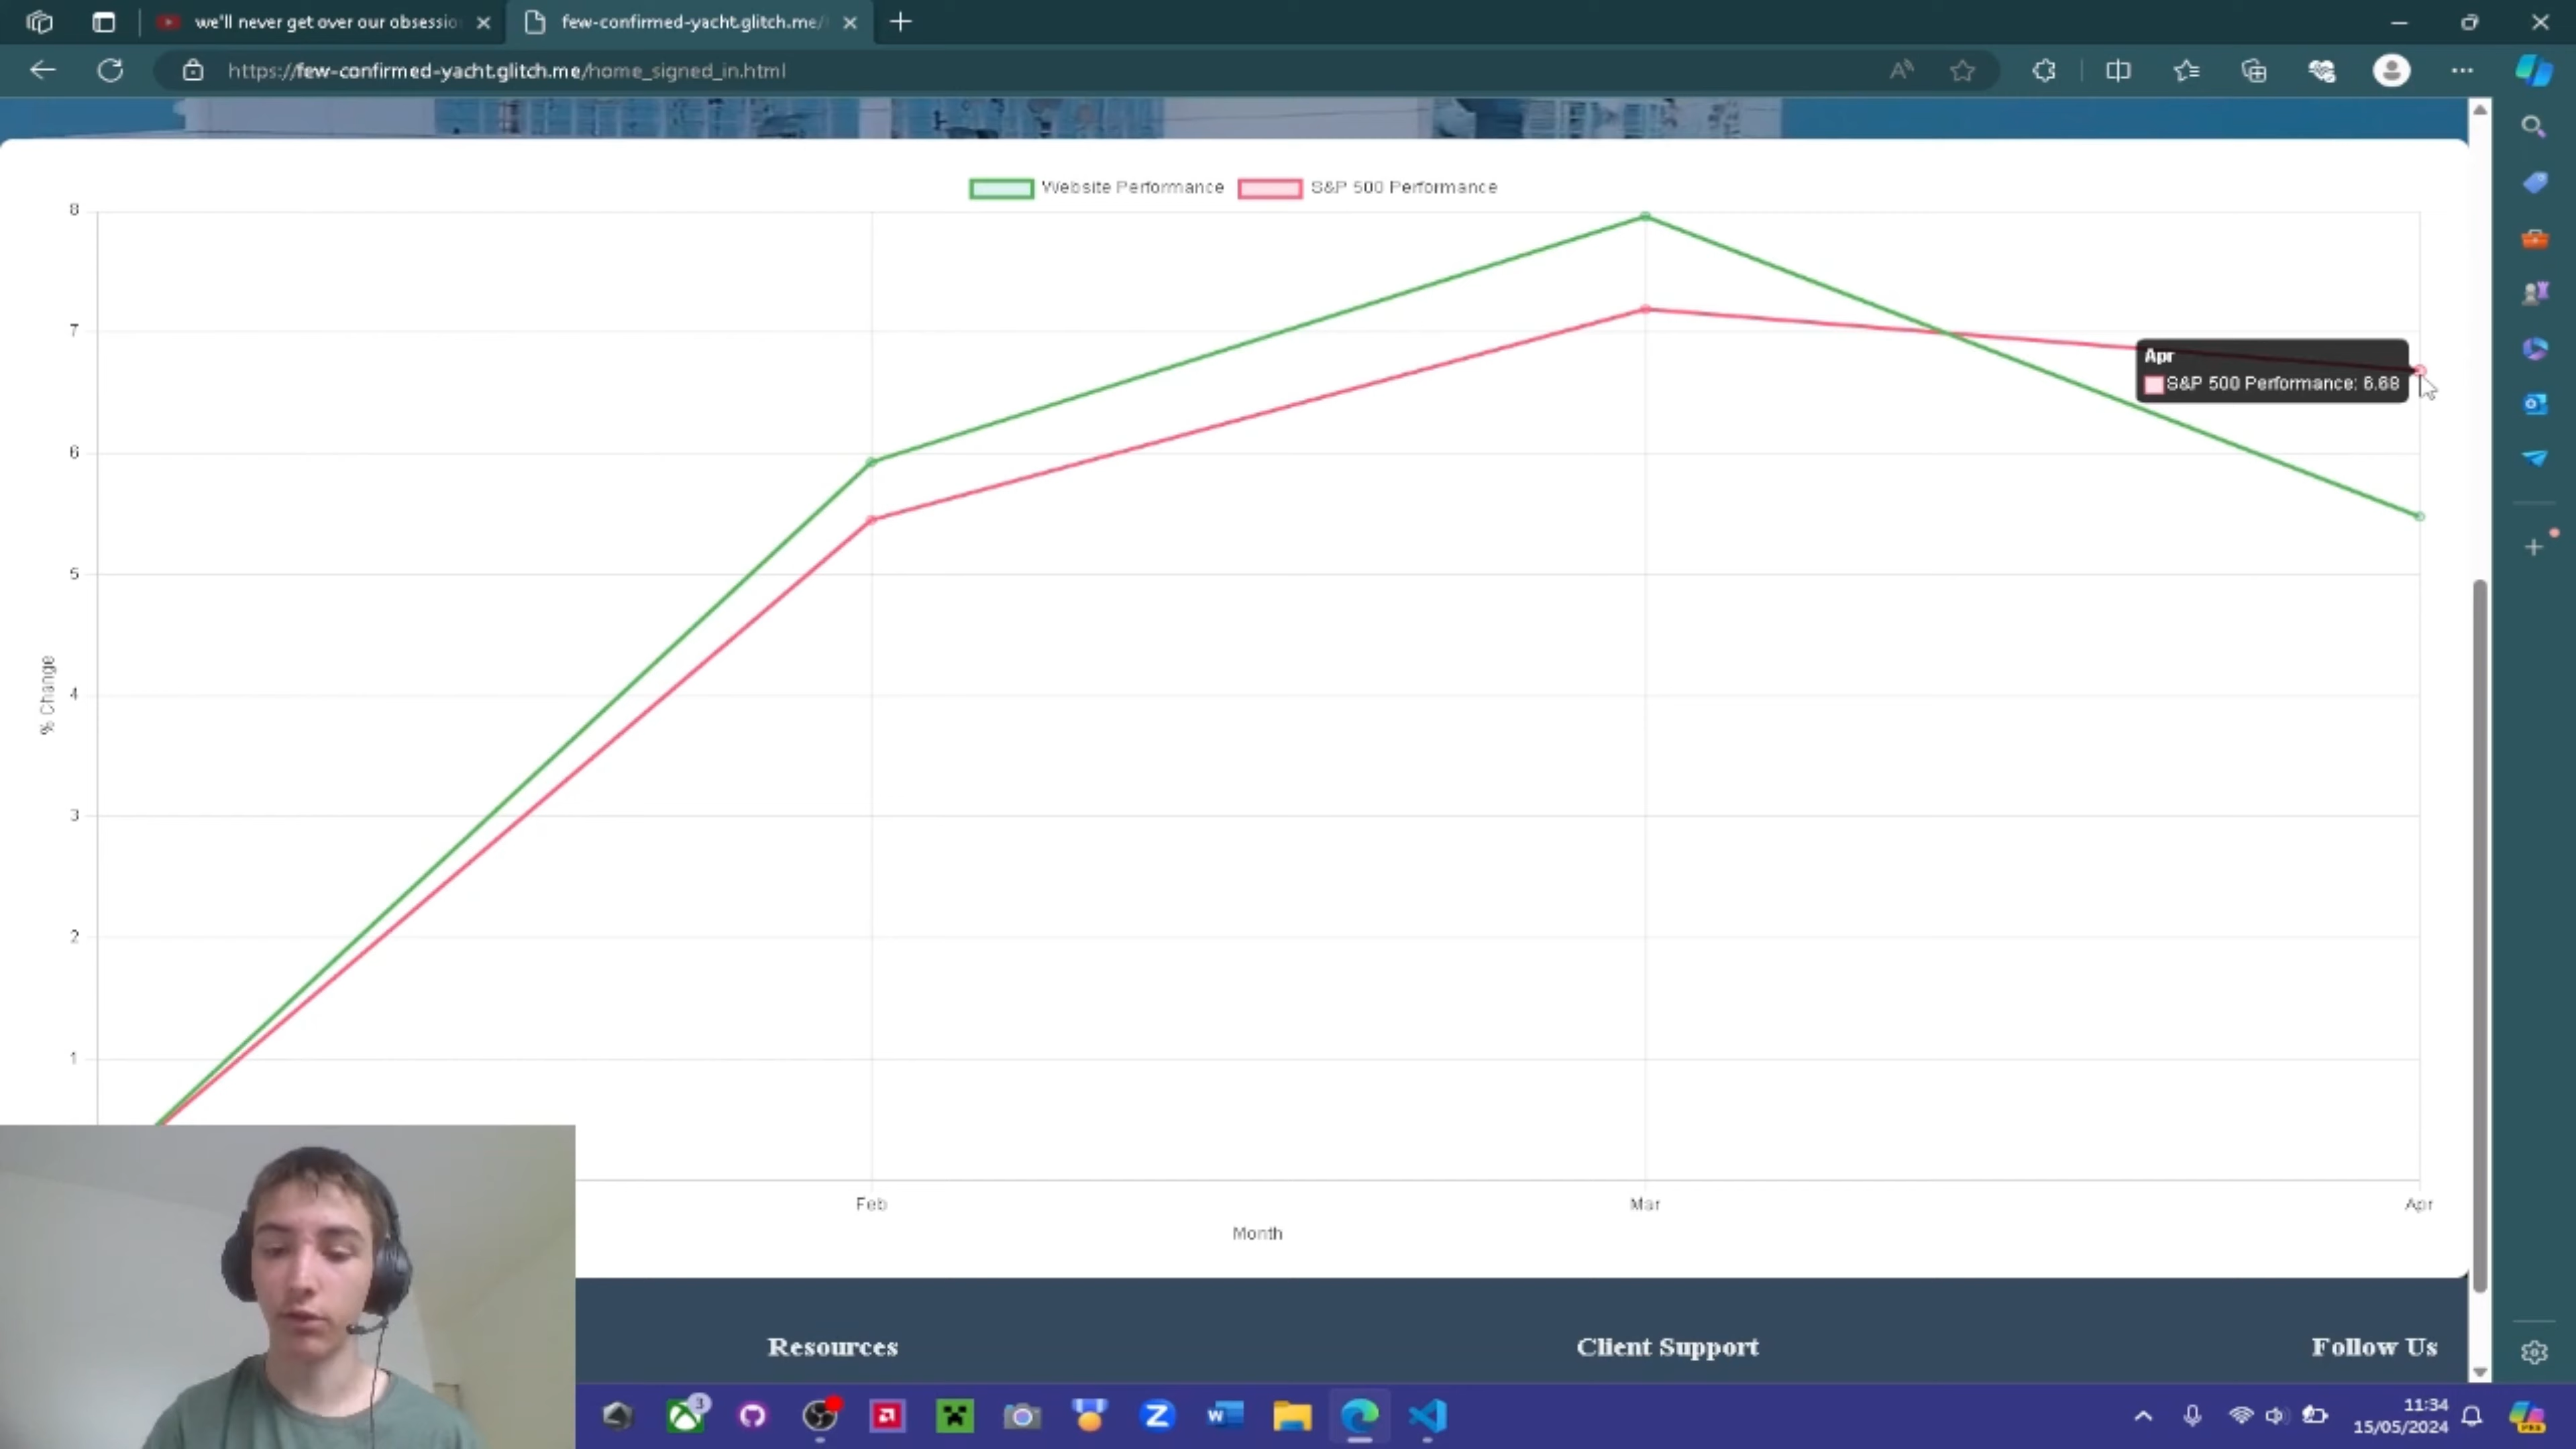 we'll never get over our obsessio
few-confirmed-yacht.glitch.me/
https://few-confirmed-yacht.glitch.me/home_signed_in.html
Website Performance
S&P 500 Performance
8
7
6
5
4
3
2
1
% Change
Apr
S&P 500 Performance: 6.68
Feb
Mar
Apr
Month
Resources
Client Support
Follow Us
3
11:34
15/05/2024